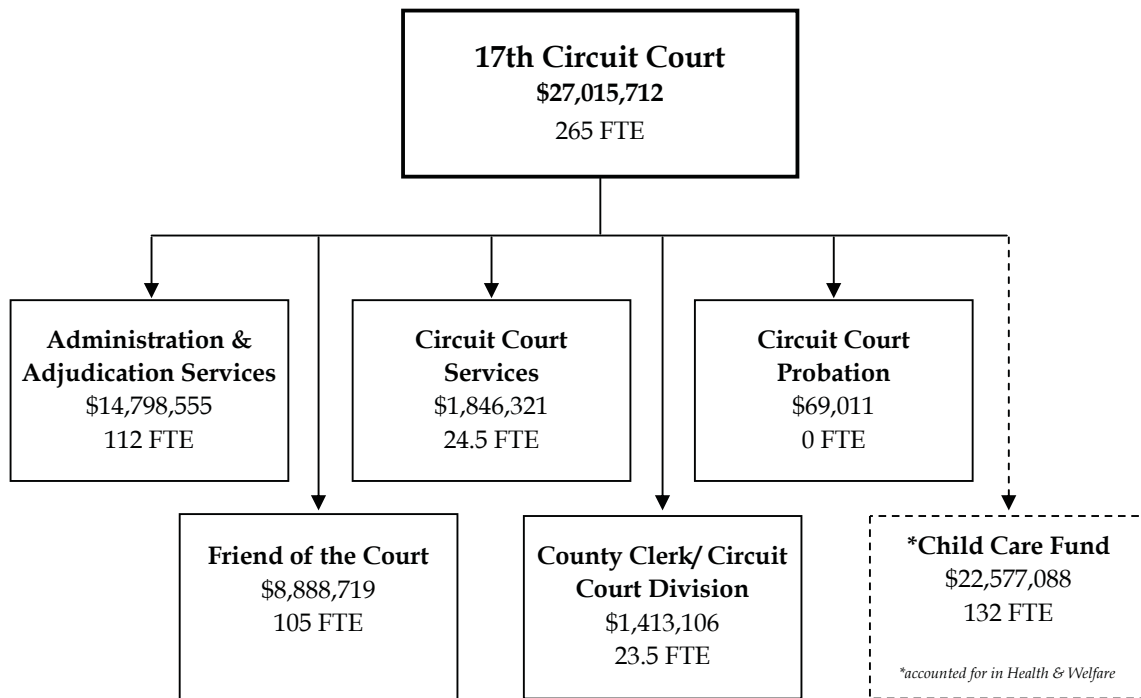 17th Circuit Court
$27,015,712
265 FTE
Administration &
Adjudication Services
$14,798,555
112 FTE
Circuit Court
Services
$1,846,321
24.5 FTE
Circuit Court
Probation
$69,011
0 FTE
Friend of the Court
$8,888,719
105 FTE
County Clerk/ Circuit
Court Division
$1,413,106
23.5 FTE
*Child Care Fund
$22,577,088
132 FTE
*accounted for in Health & Welfare